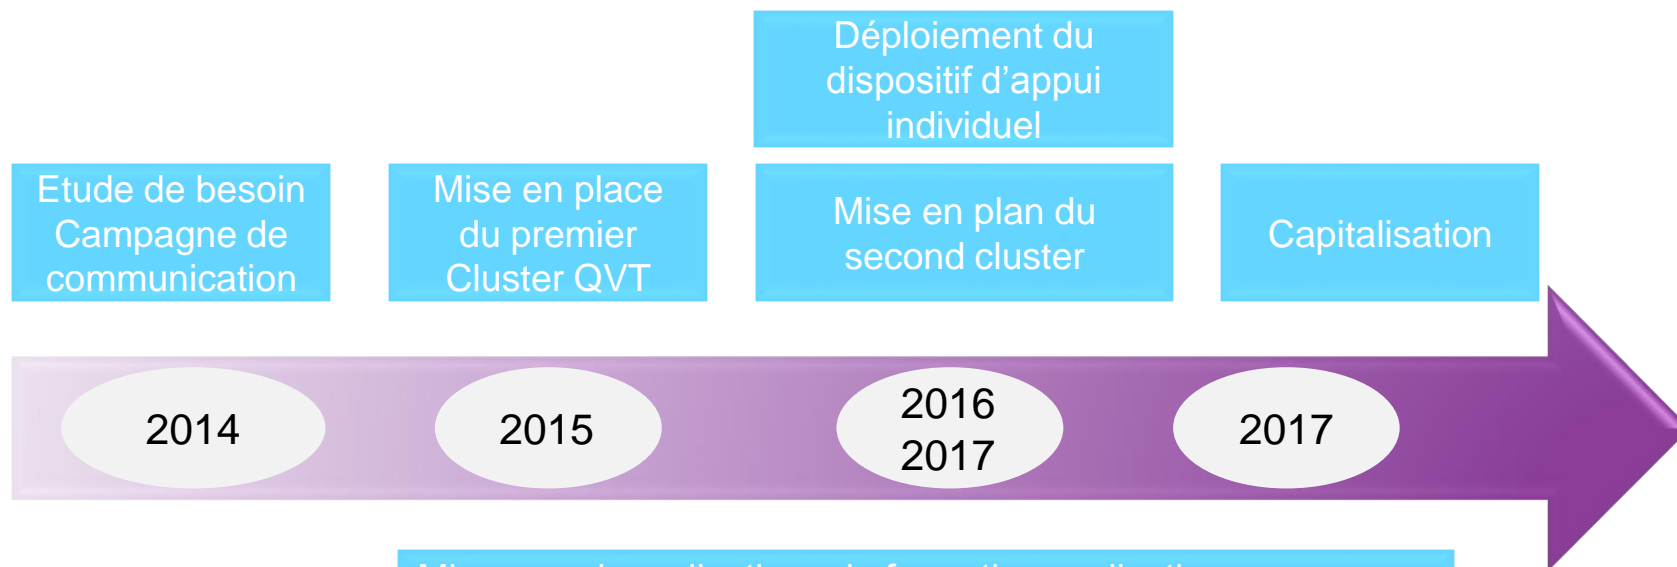 Déploiement du
dispositif d’appui
individuel
Etude de besoin
Campagne de
communication
Mise en place
du premier
Cluster QVT
Mise en plan du
second cluster
Capitalisation
2014
2015
2016
2017
2017